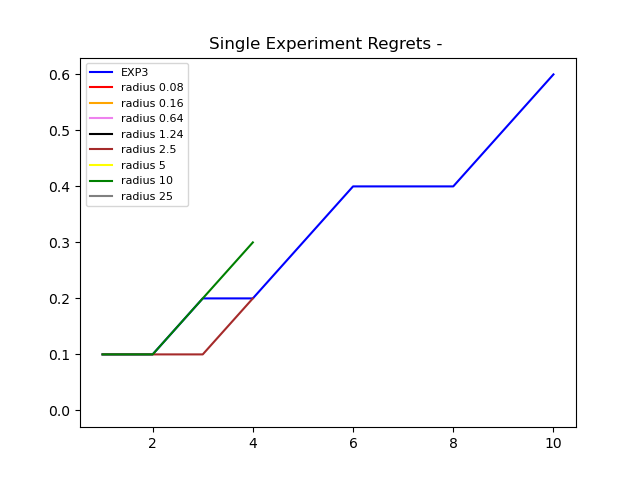 Single Experiment Regrets -
EXP3
radius 0.08
radius 0.16
radius 0.64
radius 1.24
radius 2.5
radius 5
radius 10
radius 25
0.6
0.5
0.4
0.3
0.2
0.1
0.0
2 4 6 8 10